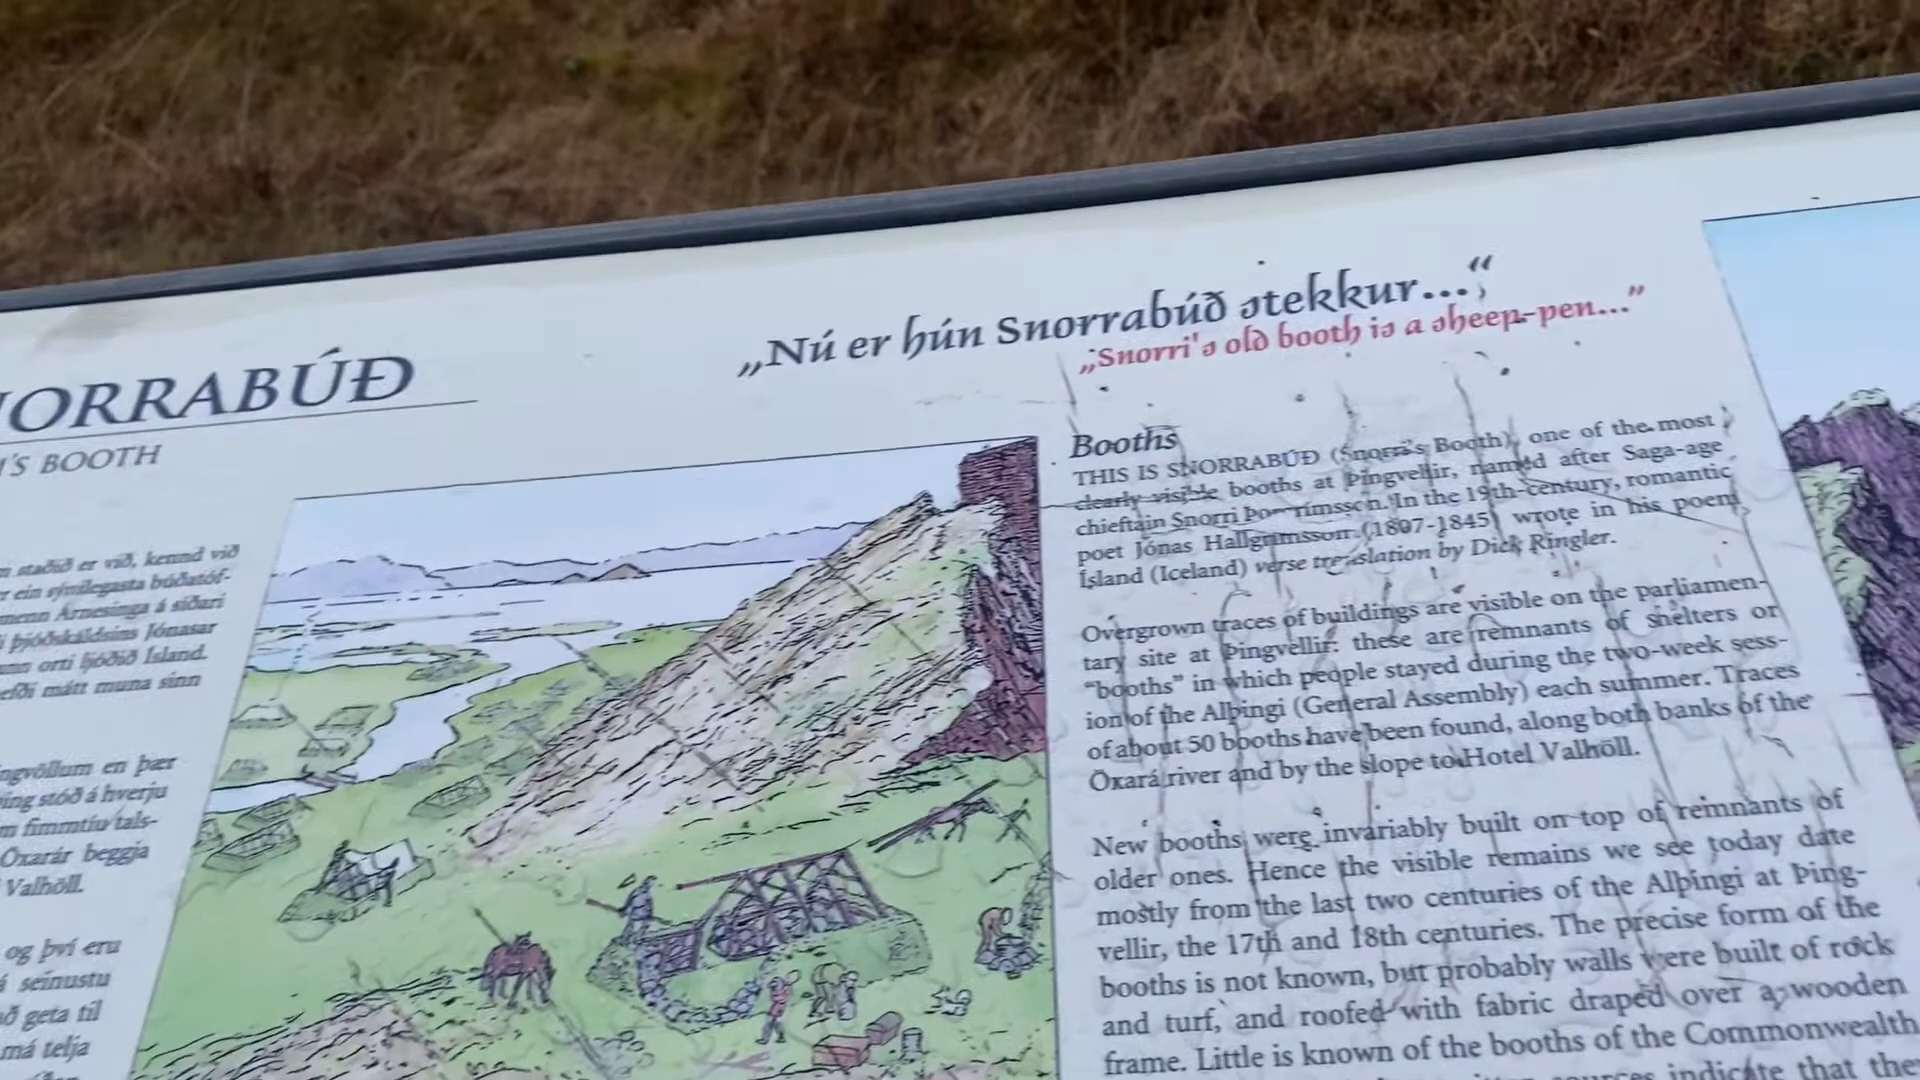 „Nú er hún Snorrabúð stekkur...“
„Snorri's old booth is a sheep-pen...”
NORRABÚÐ
I'S BOOTH
staðið er við, kennd við
er ein sýnilegasta búðatóf-
menn Árnesinga á síðari
þjóðskáldsins Jónasar
orti ljóðið Ísland.
hefði mátt muna sinn
ngvöllum en þær
þing stóð á hverju
m fimmtíu tals-
Öxarár beggja
Valhöll.
og því eru
á seinustu
að geta til
má telja
Booths
THIS IS SNORRABÚÐ (Snorri's Booth), one of the most
clearly visible booths at Þingvellir, named after Saga-age
chieftain Snorri Þorgrímsson. In the 19th-century, romantic
poet Jónas Hallgrímsson (1807-1845) wrote in his poem
Ísland (Iceland) verse translation by Dick Ringler.
Overgrown traces of buildings are visible on the parliamen-
tary site at Þingvellir: these are remnants of shelters or
“booths” in which people stayed during the two-week sess-
ion of the Alþingi (General Assembly) each summer. Traces
of about 50 booths have been found, along both banks of the
Öxará river and by the slope to Hotel Valhöll.
New booths were invariably built on top of remnants of
older ones. Hence the visible remains we see today date
mostly from the last two centuries of the Alþingi at Þing-
vellir, the 17th and 18th centuries. The precise form of the
booths is not known, but probably walls were built of rock
and turf, and roofed with fabric draped over a wooden
frame. Little is known of the booths of the Commonwealth
sources indicate that they